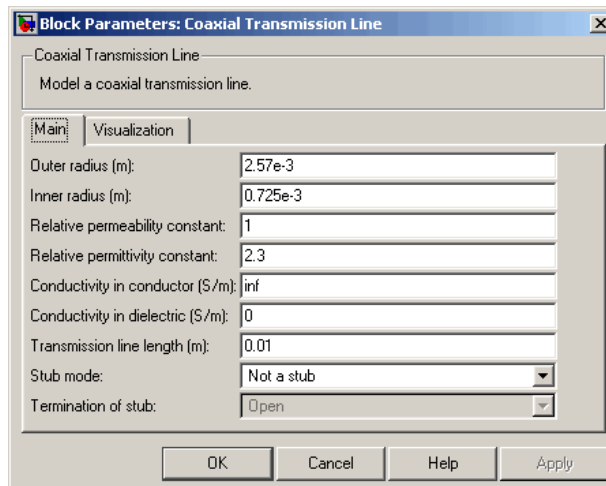 Block Parameters: Coaxial Transmission Line
Coaxial Transmission Line
Model a coaxial transmission line.
Main Visualization
Outer radius (m): 2.57e-3
Inner radius (m): 0.725e-3
Relative permeability constant: 1
Relative permittivity constant: 2.3
Conductivity in conductor (S/m): inf
Conductivity in dielectric (S/m): 0
Transmission line length (m): 0.01
Stub mode: Not a stub
Termination of stub: Open
OK Cancel Help Apply